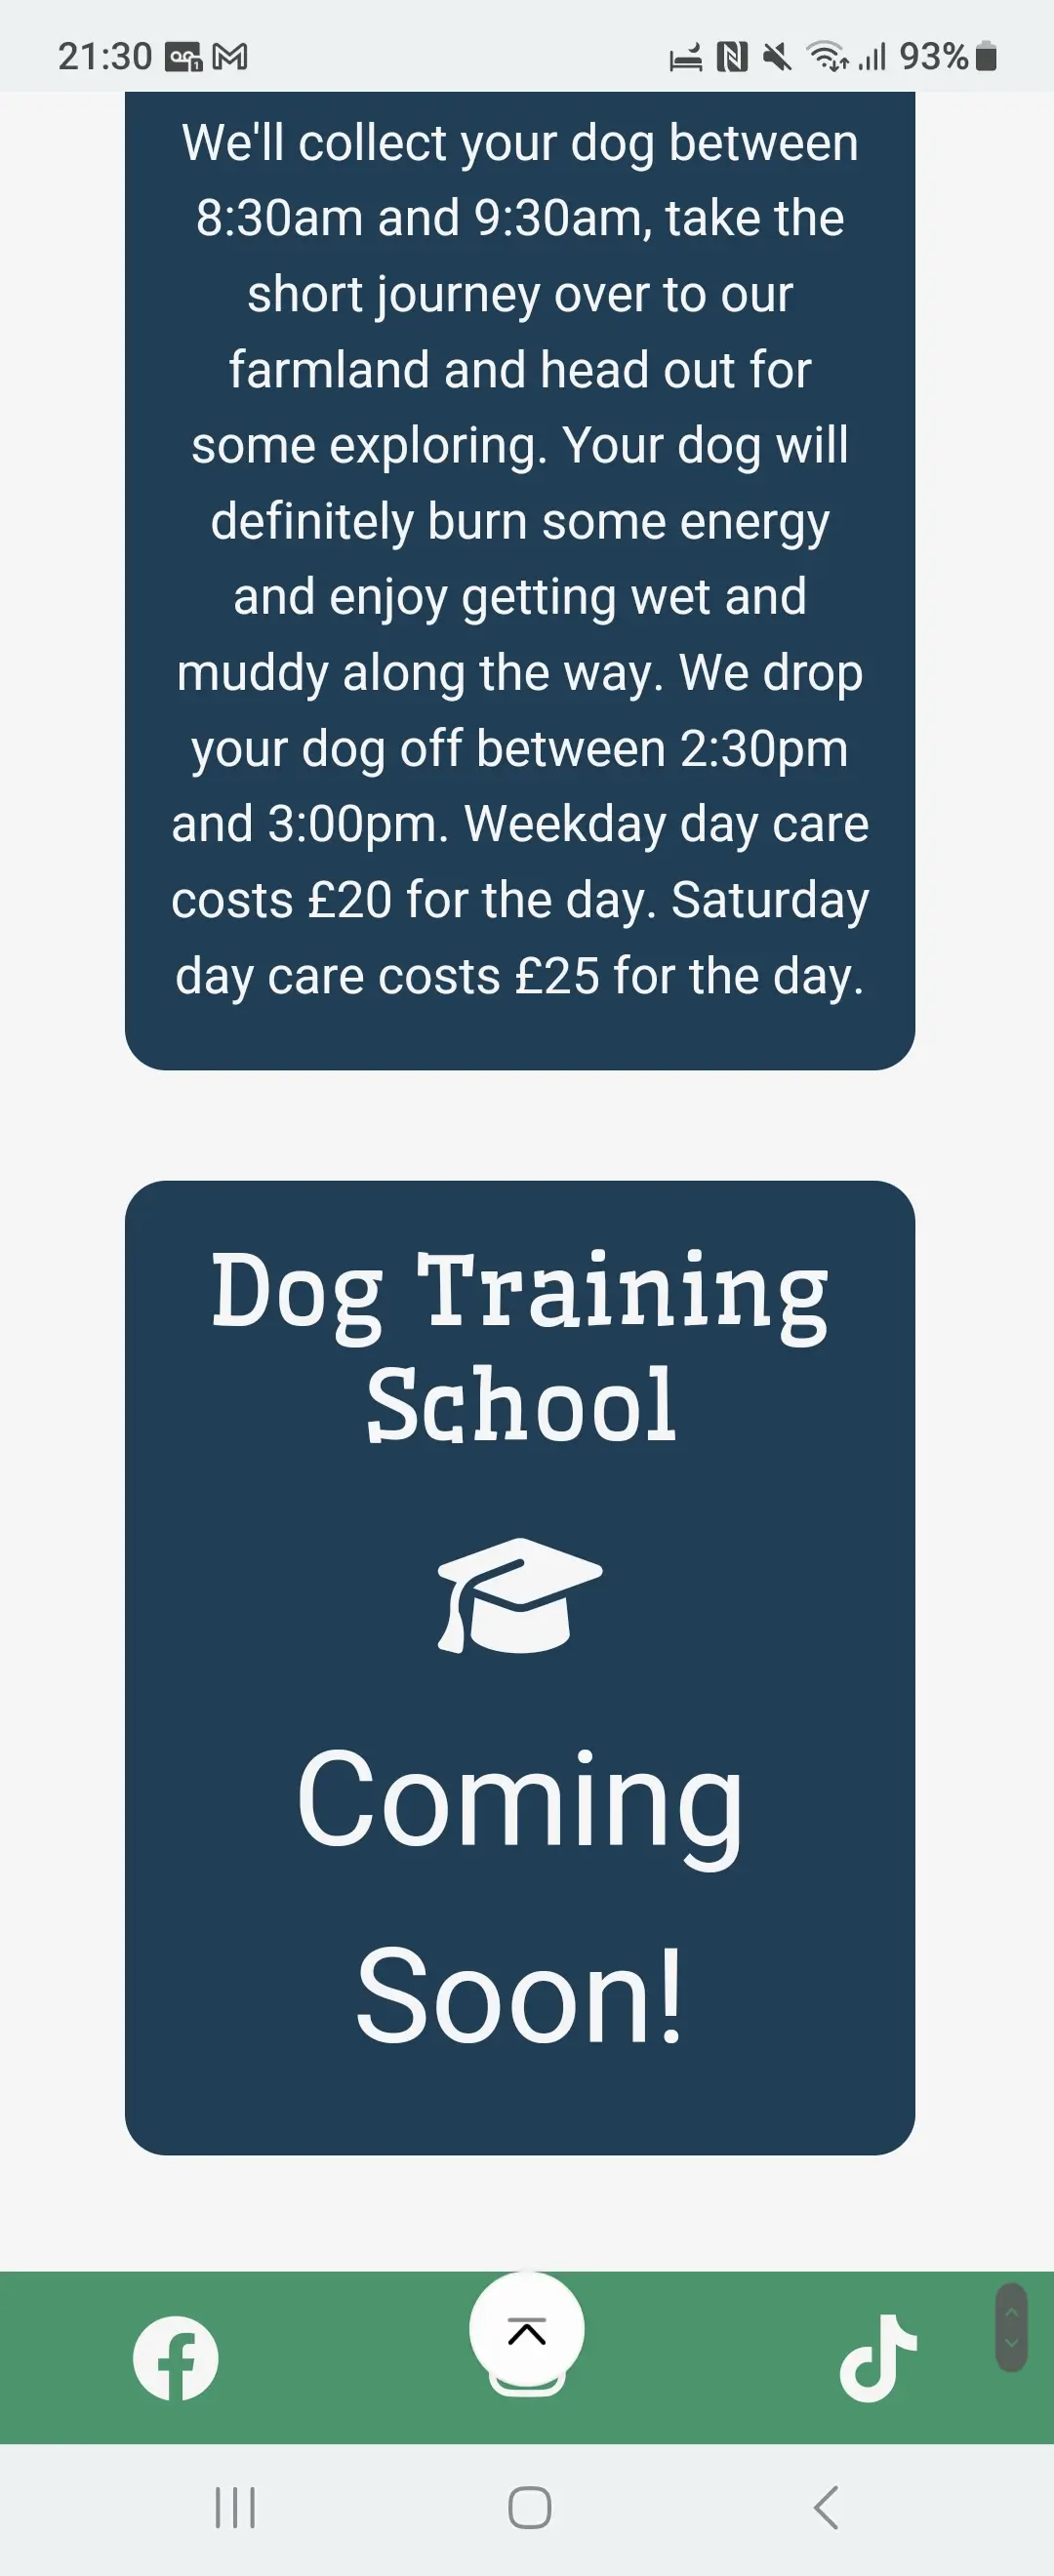 21:30 93%
We'll collect your dog between
8:30am and 9:30am, take the
short journey over to our
farmland and head out for
some exploring. Your dog will
definitely burn some energy
and enjoy getting wet and
muddy along the way. We drop
your dog off between 2:30pm
and 3:00pm. Weekday day care
costs £20 for the day. Saturday
day care costs £25 for the day.
Dog Training
School
Coming
Soon!